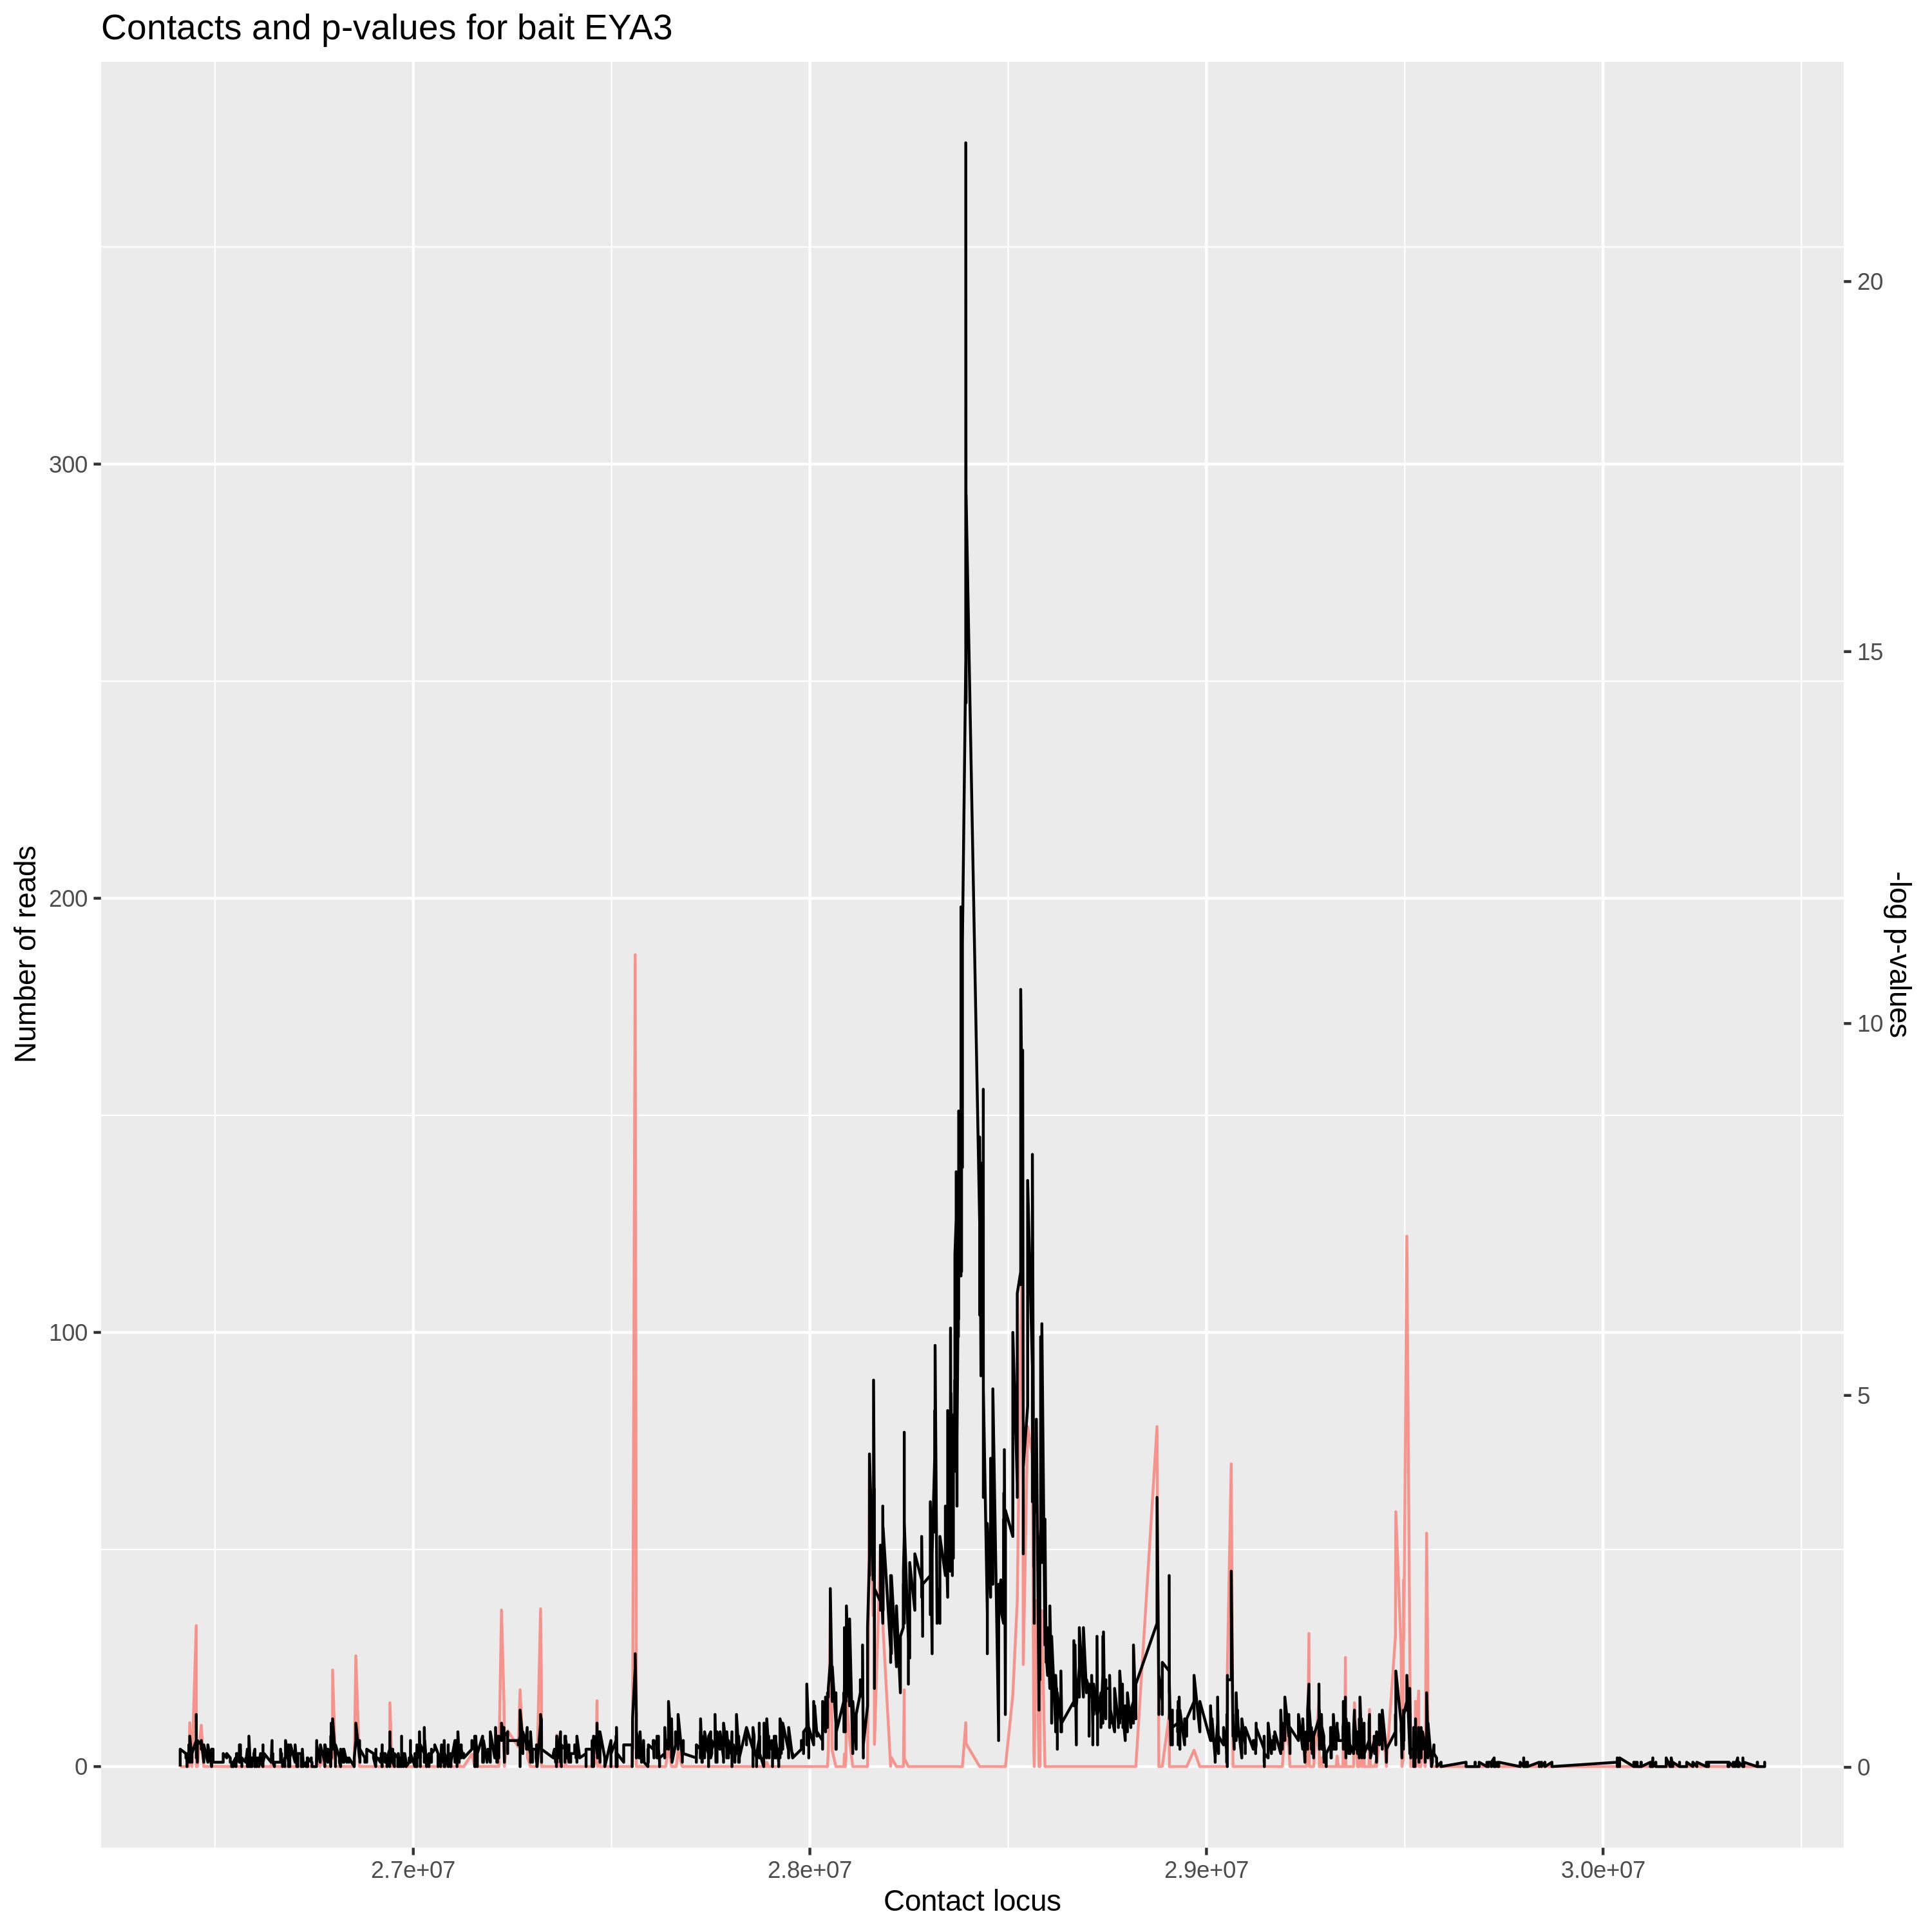 Contacts and p-values for bait EYA3
Number of reads
300
200
100
0
20
15
10
5
0
-log p-values
2.7e+07 2.8e+07 2.9e+07 3.0e+07
Contact locus